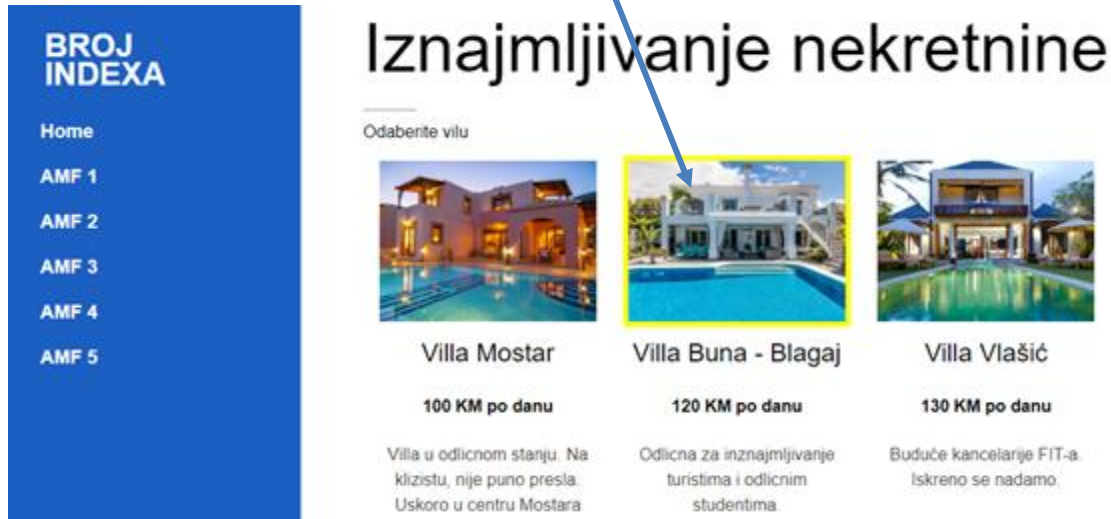 BROJ
INDEXA
Home
AMF 1
AMF 2
AMF 3
AMF 4
AMF 5
Iznajmljivanje nekretnine
Odaberite vilu
Villa Mostar
100 KM po danu
Villa u odlicnom stanju. Na
klizistu, nije puno presla.
Uskoro u centru Mostara
Villa Buna - Blagaj
120 KM po danu
Odlicna za inznajmljivanje
turistima i odlicnim
studentima.
Villa Vlašić
130 KM po danu
Buduće kancelarije FIT-a.
Iskreno se nadamo.